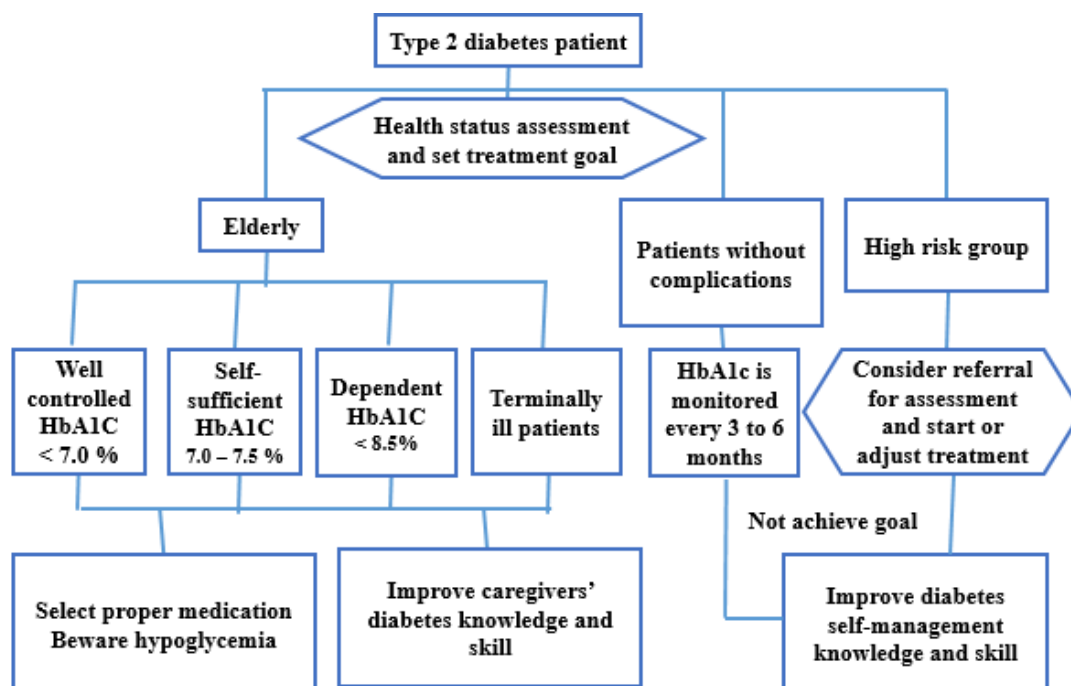 Type 2 diabetes patient
Health status assessment
and set treatment goal
Elderly
Patients without
complications
High risk group
Well
controlled
HbA1C
< 7.0 %
Self-
sufficient
HbA1C
7.0 – 7.5 %
Dependent
HbA1C
< 8.5%
Terminally
ill patients
HbA1c is
monitored
every 3 to 6
months
Consider referral
for assessment
and start or
adjust treatment
Not achieve goal
Select proper medication
Beware hypoglycemia
Improve caregivers’
diabetes knowledge and
skill
Improve diabetes
self-management
knowledge and skill